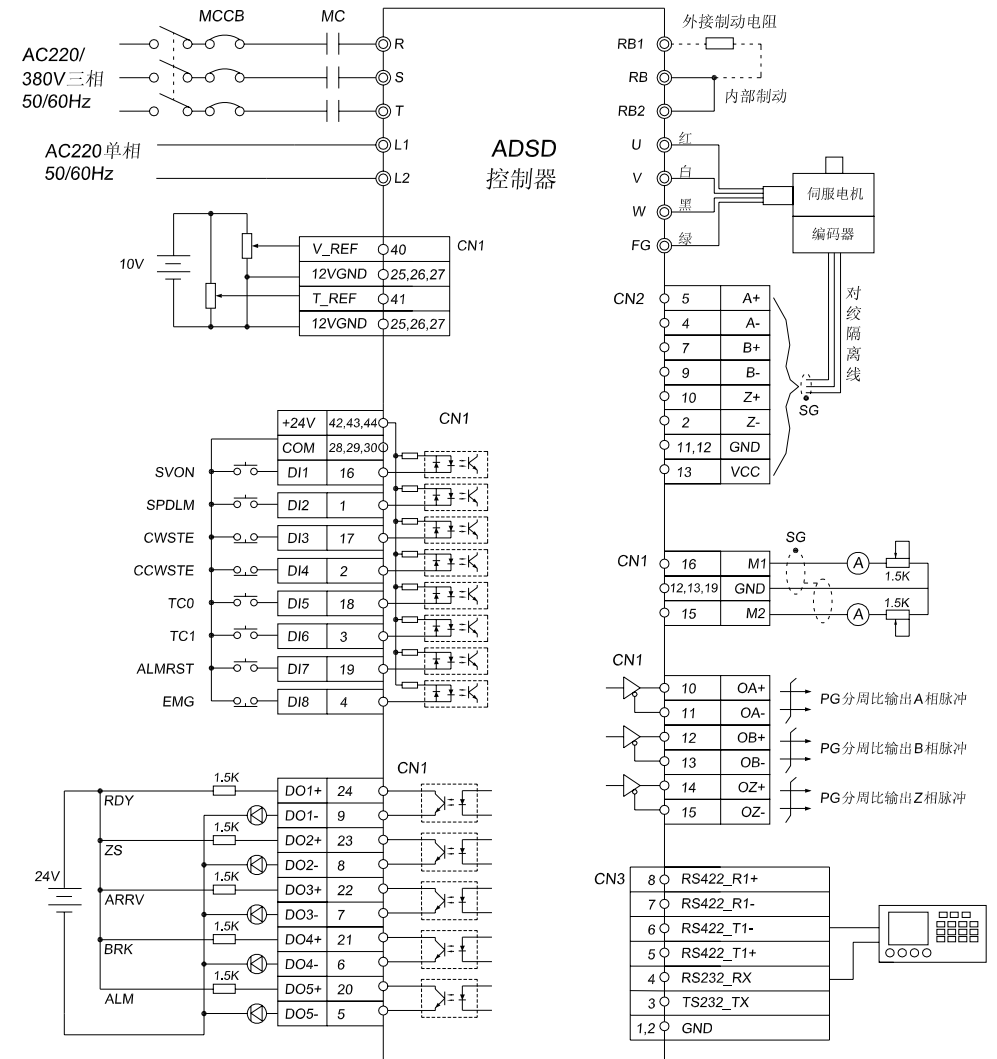 MCCB
MC
AC220/
380V三相
50/60Hz
R
S
T
AC220单相
50/60Hz
L1
L2
ADSD
控制器
RB1
外接制动电阻
RB
RB2
内部制动
U 红
V 白
W 黑
FG 绿
伺服电机
编码器
对绞隔离线
SG
10V
CN1
V_REF 40
12VGND 25,26,27
T_REF 41
12VGND 25,26,27
CN2
5 A+
4 A-
7 B+
9 B-
10 Z+
2 Z-
11,12 GND
13 VCC
CN1
+24V 42,43,44
COM 28,29,30
SVON DI1 16
SPDLM DI2 1
CWSTE DI3 17
CCWSTE DI4 2
TC0 DI5 18
TC1 DI6 3
ALMRST DI7 19
EMG DI8 4
SG
CN1
16 M1
12,13,19 GND
15 M2
A
1.5K
A
1.5K
CN1
10 OA+
11 OA-
PG分周比输出A相脉冲
12 OB+
13 OB-
PG分周比输出B相脉冲
14 OZ+
15 OZ-
PG分周比输出Z相脉冲
CN1
24V
RDY 1.5K DO1+ 24
DO1- 9
ZS 1.5K DO2+ 23
DO2- 8
ARRV 1.5K DO3+ 22
DO3- 7
BRK 1.5K DO4+ 21
DO4- 6
ALM 1.5K DO5+ 20
DO5- 5
CN3
8 RS422_R1+
7 RS422_R1-
6 RS422_T1-
5 RS422_T1+
4 RS232_RX
3 TS232_TX
1,2 GND